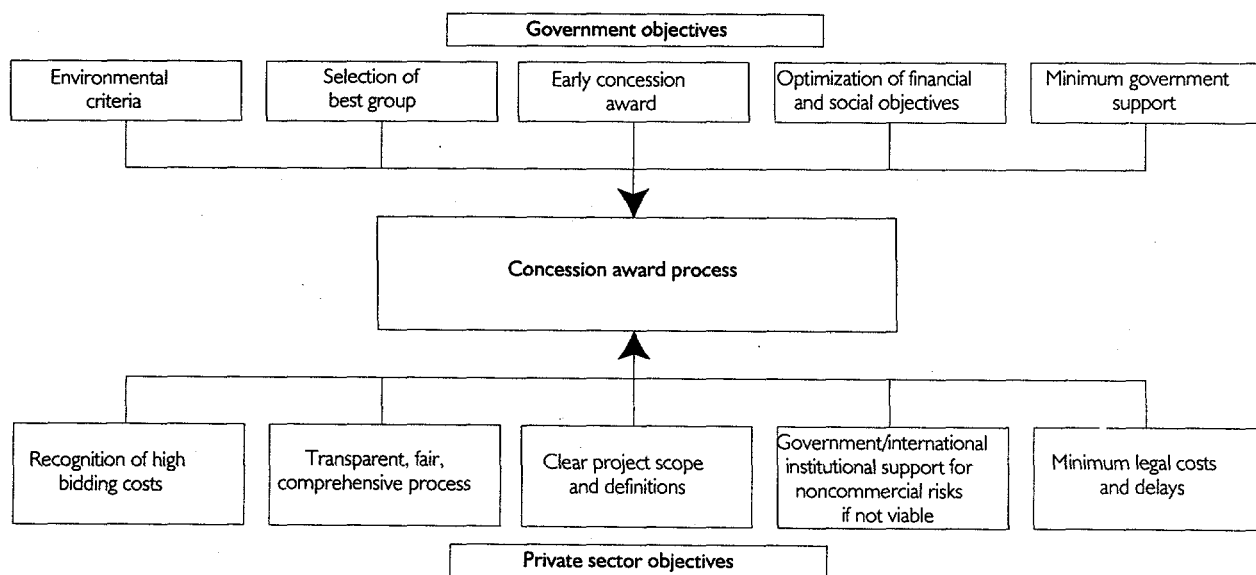 Government objectives
Environmental
criteria
Selection of
best group
Early concession
award
Optimization of financial
and social objectives
Minimum government
support
Concession award process
Recognition of high
bidding costs
Transparent, fair,
comprehensive process
Clear project scope
and definitions
Government/international
institutional support for
noncommercial risks
if not viable
Minimum legal costs
and delays
Private sector objectives